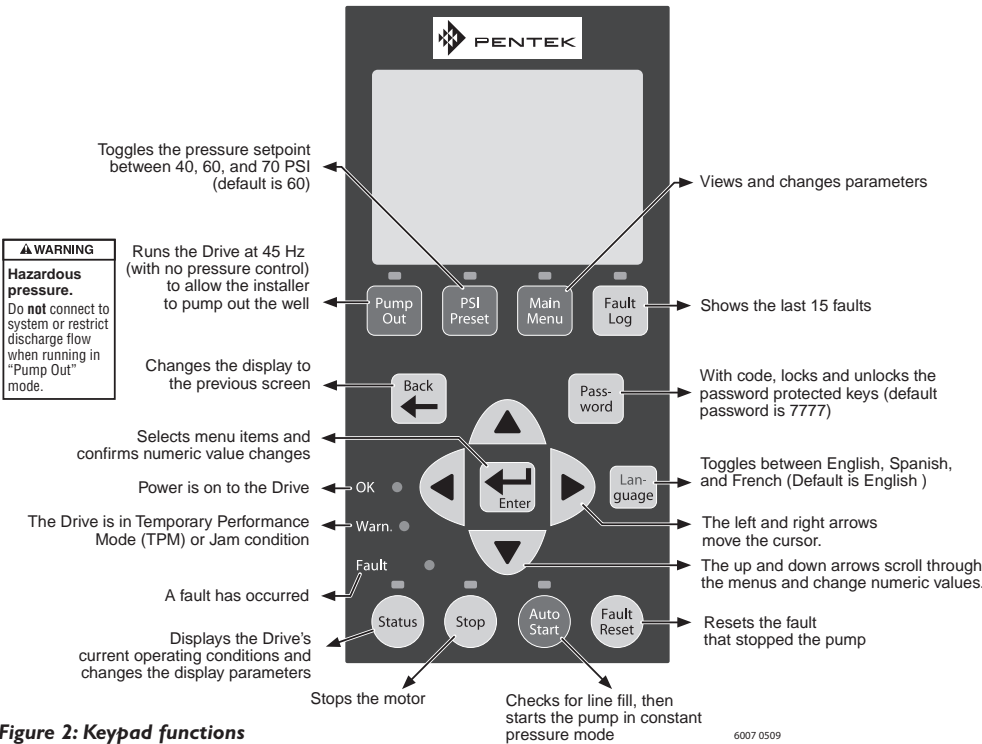 PENTEK
Toggles the pressure setpoint
between 40, 60, and 70 PSI
(default is 60)
Views and changes parameters
WARNING
Hazardous
pressure.
Do not connect to
system or restrict
discharge flow
when running in
“Pump Out”
mode.
Runs the Drive at 45 Hz
(with no pressure control)
to allow the installer
to pump out the well
Pump
Out
PSI
Preset
Main
Menu
Fault
Log
Shows the last 15 faults
Changes the display to
the previous screen
Back
Pass-
word
With code, locks and unlocks the
password protected keys (default
password is 7777)
Selects menu items and
confirms numeric value changes
Enter
Lan-
guage
Toggles between English, Spanish,
and French (Default is English )
Power is on to the Drive
OK
The Drive is in Temporary Performance
Mode (TPM) or Jam condition
Warn.
The left and right arrows
move the cursor.
Fault
The up and down arrows scroll through
the menus and change numeric values.
A fault has occurred
Status
Stop
Auto
Start
Fault
Reset
Resets the fault
that stopped the pump
Displays the Drive's
current operating conditions and
changes the display parameters
Stops the motor
Checks for line fill, then
starts the pump in constant
pressure mode
Figure 2: Keypad functions
6007 0509